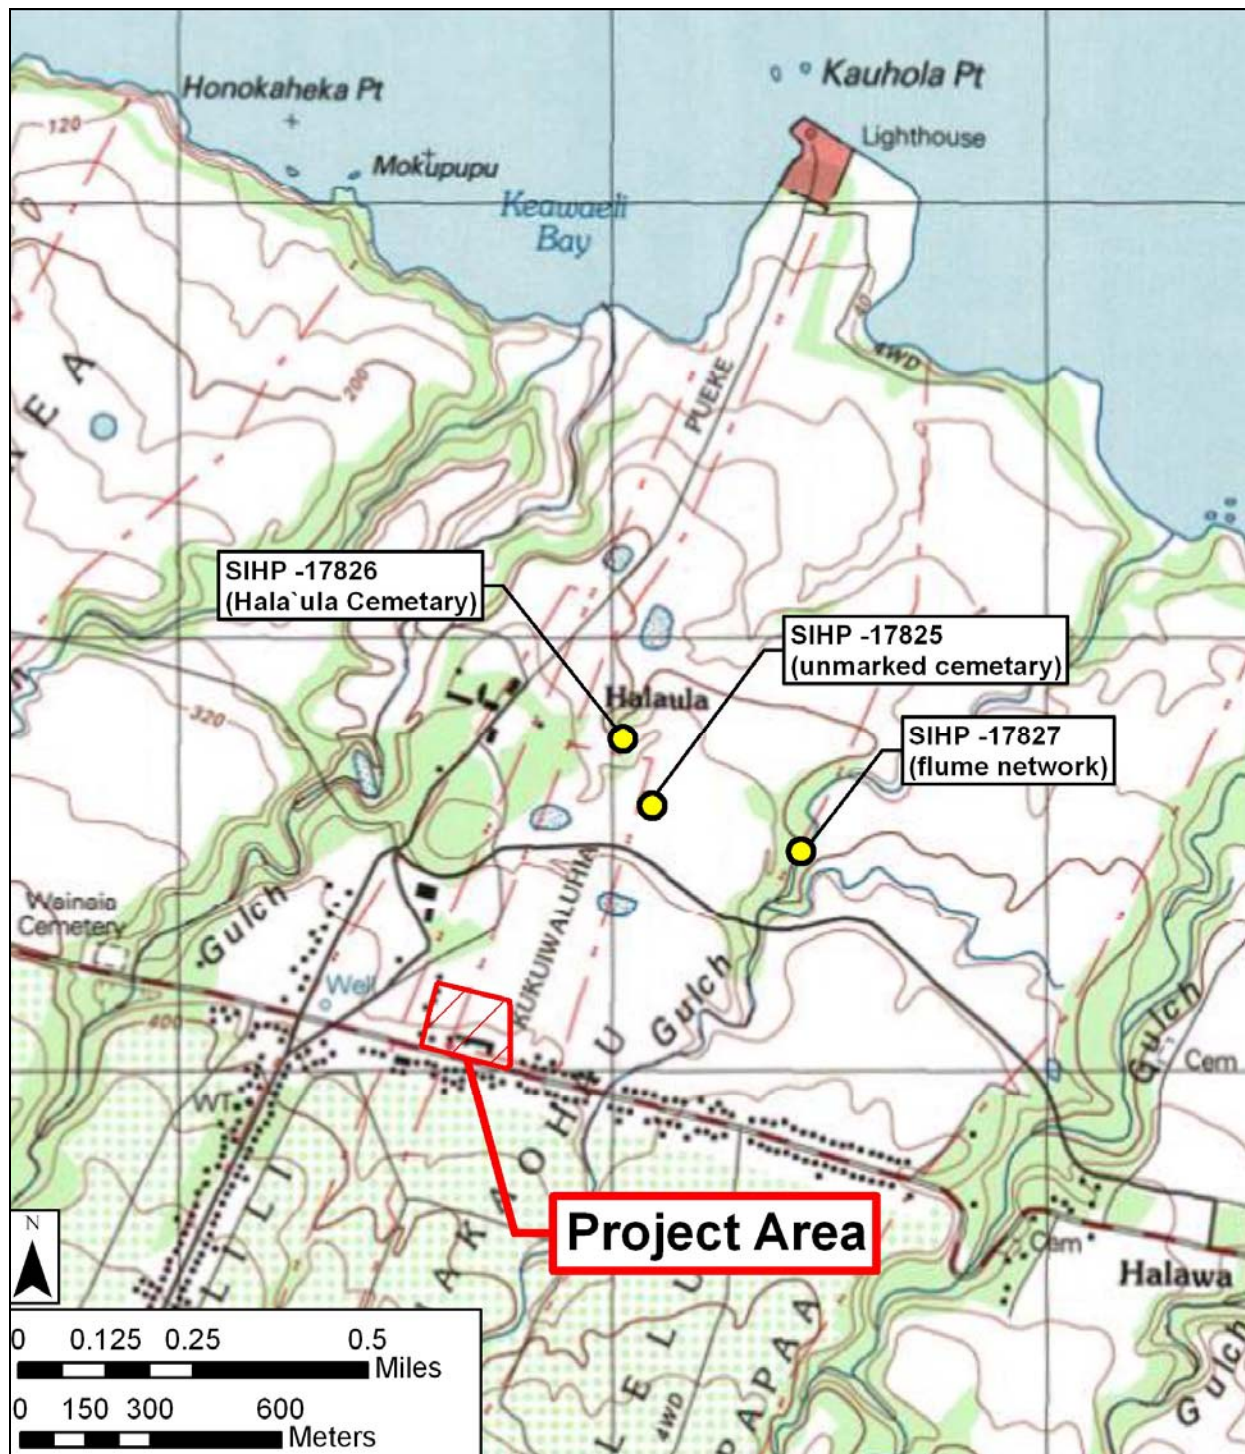 Honokaheka Pt
Kauhola Pt
Lighthouse
120
Mokupupu
Keawaeli
Bay
40
4WD
200
PUEKE
E A
SIHP -17826
(Hala`ula Cemetary)
SIHP -17825
(unmarked cemetary)
Halaula
320
SIHP -17827
(flume network)
KUKUIWALUHIA
Wainaia
Cemetery
Gulch
Well
Gulch
400
Gulch
Cem
WT
Project Area
Cem
Halawa
N
4WD
Gulch
0 0.125 0.25 0.5
Miles
0 150 300 600
Meters